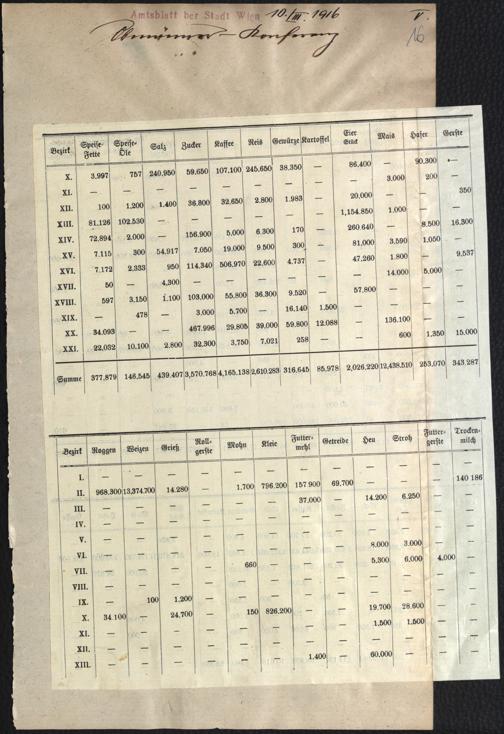 Amtsblatt der Stadt Wien 10./III. 1916 V.
Obmänner-Konferenz 16
Bezirk Speise-Fette Speise-Öle Salz Zucker Kaffee Reis Gewürze Kartoffel Eier Stück Mais Hafer Gerste
X. 3,997 757 240,950 59,650 107,100 245,650 38,350 — 86,400 — 90,300 —
XI. — — — — — — — — — 3,000 200 —
XII. 100 1.200 1.400 36,800 32,650 2.800 1.983 — 20,000 — — 350
XIII. 81,126 102.530 — — — — — — 1,154.850 1.000 — —
XIV. 72.894 2.000 — 156.900 5,000 6.300 170 — 260.640 — 8,500 16.300
XV. 7.115 300 54,917 7.050 19.000 9.500 300 — 81,000 3,590 1,050 —
XVI. 7.172 2.333 950 114.340 506.970 22,600 4.737 — 47.260 1.800 — 9,537
XVII. 50 — 4,300 — — — — — — 14.000 5,000 —
XVIII. 597 3,150 1.100 103.000 55.800 36.300 9.520 — 57.800 — — —
XIX. — 478 — 3.000 5.700 — 16.140 1.500 — — — —
XX. 34.093 — — 467.996 29.805 39,000 59.800 12.088 — 136.100 — —
XXI. 22,032 10.100 2.800 32,300 3,750 7,021 258 — — 600 1,350 15,000
Summe 377,879 146,545 439,407 3,570,768 4,165,138 2,610,283 316,645 85,978 2,026,220 12,438,510 253,070 343,287
Bezirk Roggen Weizen Grieß Roll-gerste Mohn Kleie Futter-mehl Getreide Heu Stroh Futter-gerste Trocken-milch
I. — — — — — — — — — — — —
II. 968.300 13,374.700 14.280 — 1.700 796.200 157 900 69.700 — — — 140 186
III. — — — — — — 37,000 — 14.200 6.250 — —
IV. — — — — — — — — — — — —
V. — — — — — — — — — — — —
VI. — — — — — — — — 8.000 3.000 — —
VII. — — — — 660 — — — 5,300 6,000 4,000 —
VIII. — — — — — — — — — — — —
IX. — 100 1.200 — — — — — — — — —
X. 34.100 — 24,700 — 150 826.200 — — 19.700 28.600 — —
XI. — — — — — — — — 1,500 1,500 — —
XII. — — — — — — — — — — — —
XIII. — — — — — — 1,400 — 60,000 — — —